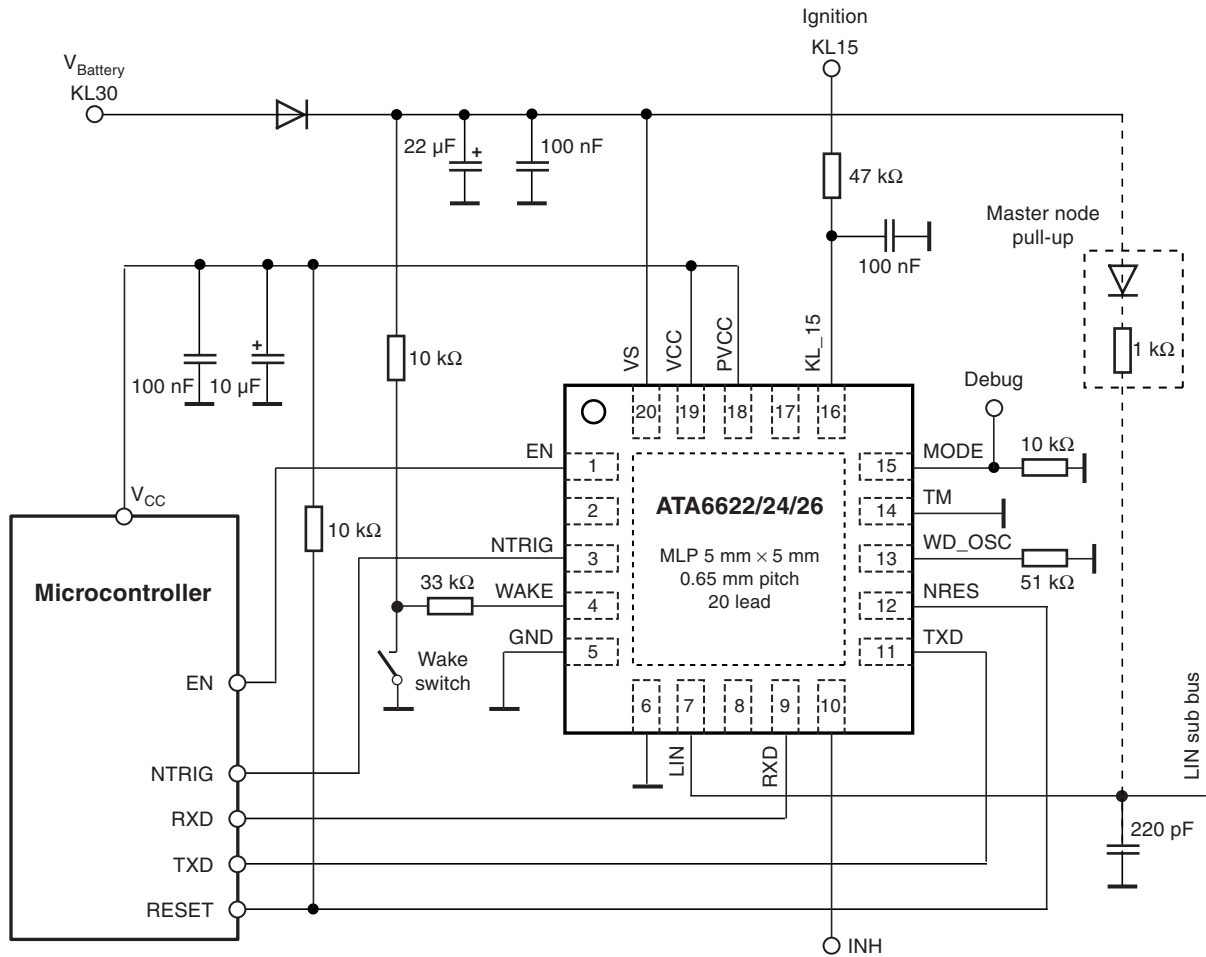 Ignition
KL15
V_Battery
KL30
22 µF
+
100 nF
47 kΩ
Master node
pull-up
100 nF
1 kΩ
100 nF
+
10 µF
10 kΩ
VS
VCC
PVCC
KL_15
Debug
20
19
18
17
16
EN
1
15
MODE
10 kΩ
V_CC
10 kΩ
2
ATA6622/24/26
14
TM
NTRIG
3
MLP 5 mm × 5 mm
0.65 mm pitch
20 lead
13
WD_OSC
51 kΩ
Microcontroller
33 kΩ
WAKE
4
12
NRES
GND
5
11
TXD
Wake
switch
EN
6
7
8
9
10
LIN
RXD
LIN sub bus
NTRIG
RXD
220 pF
TXD
RESET
INH